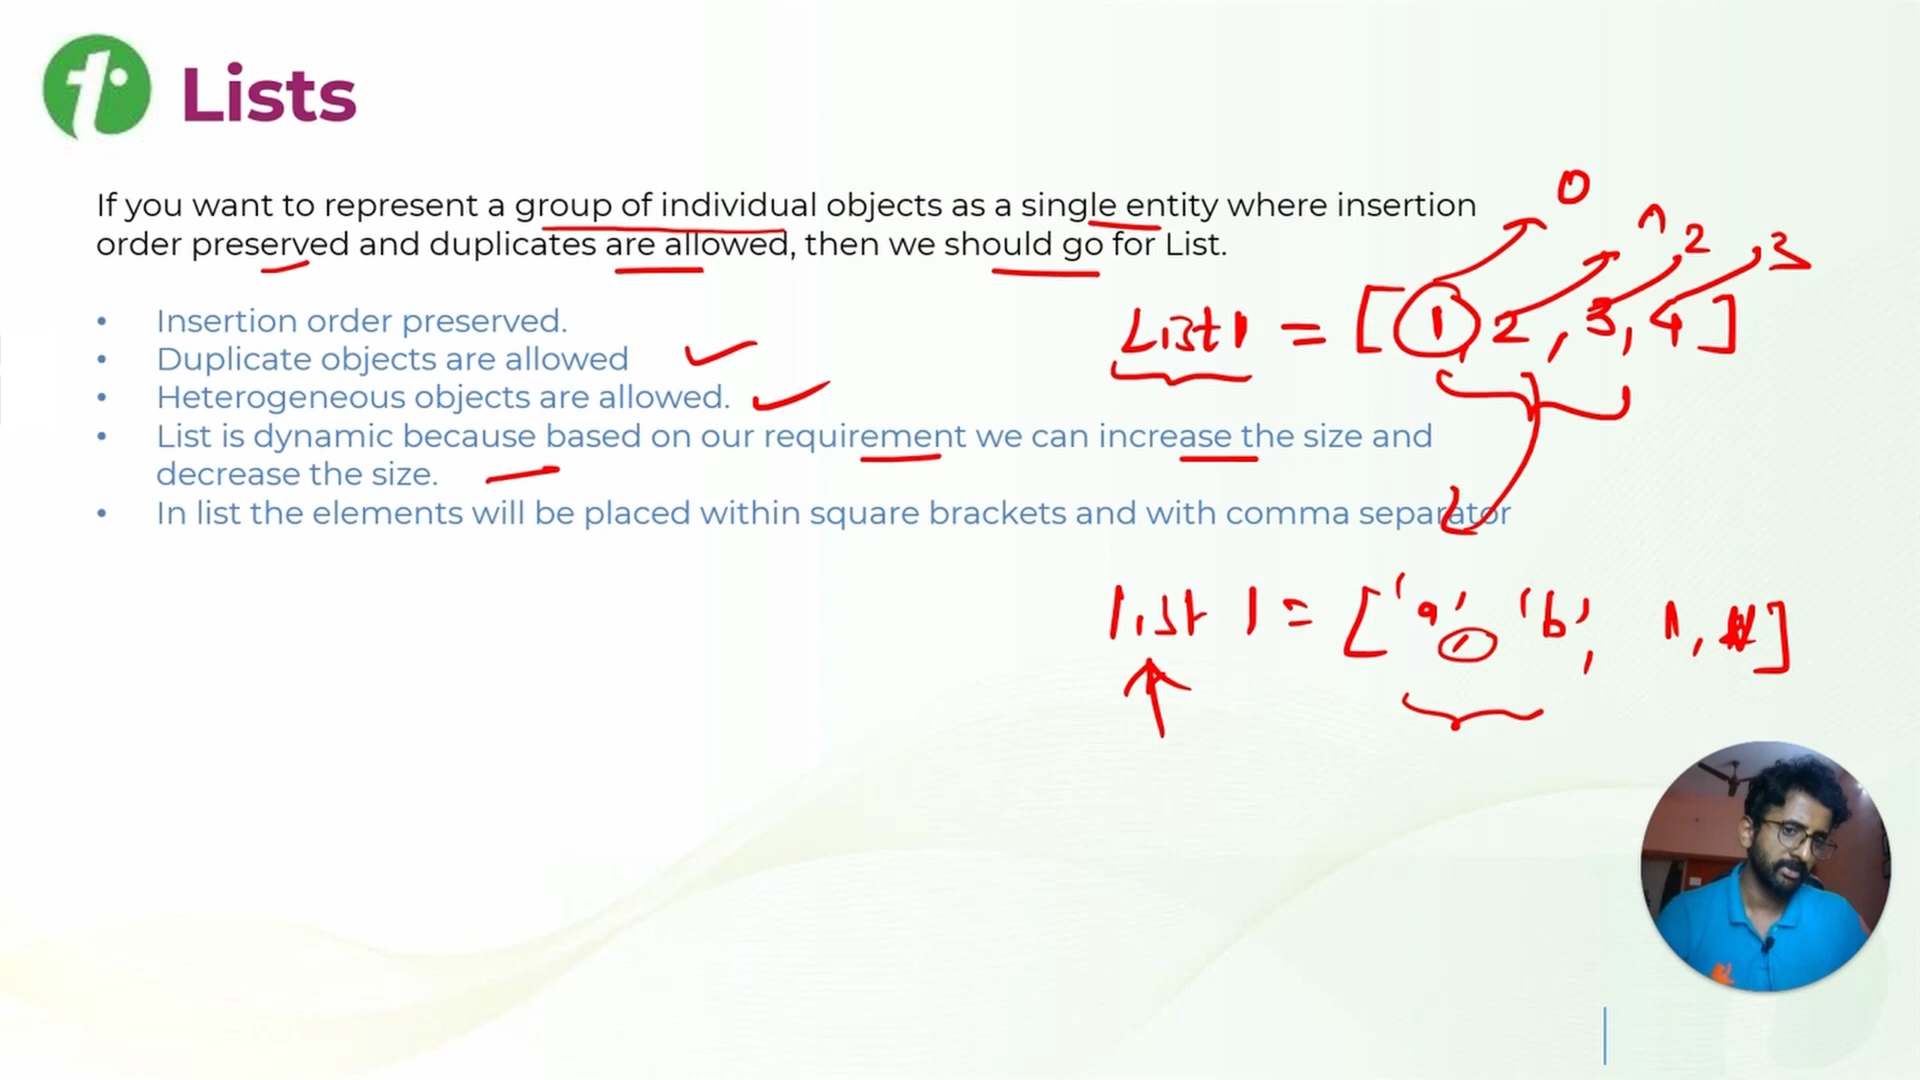 Lists
If you want to represent a group of individual objects as a single entity where insertion
order preserved and duplicates are allowed, then we should go for List.
• Insertion order preserved.
• Duplicate objects are allowed
• Heterogeneous objects are allowed.
• List is dynamic because based on our requirement we can increase the size and
decrease the size.
• In list the elements will be placed within square brackets and with comma separator
0 1 2 3
List1 = [1, 2, 3, 4]
list 1 = ['a', 'b', 1, ]